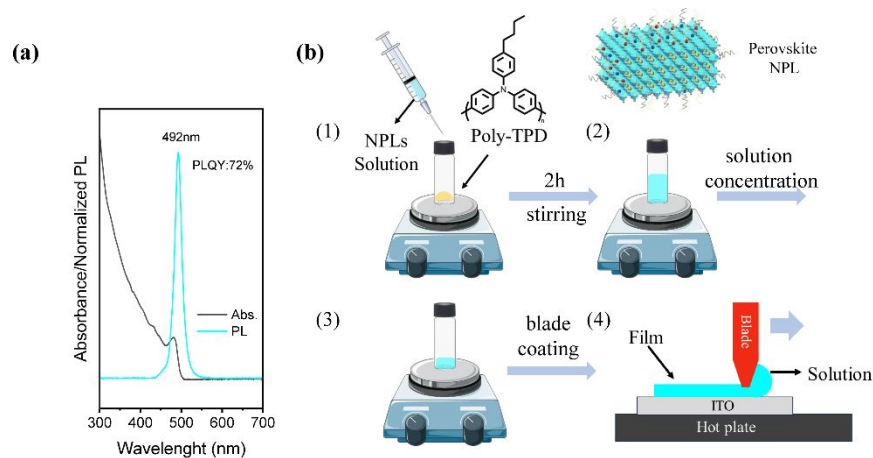 (a)
492nm
PLQY:72%
Abs.
PL
Absorbance/Normalized PL
300 400 500 600 700
Wavelenght (nm)
(b)
N
n
Perovskite
NPL
(1)
NPLs
Solution
Poly-TPD
2h
stirring
(2)
solution
concentration
(3)
blade
coating
(4)
Blade
Film
Solution
ITO
Hot plate